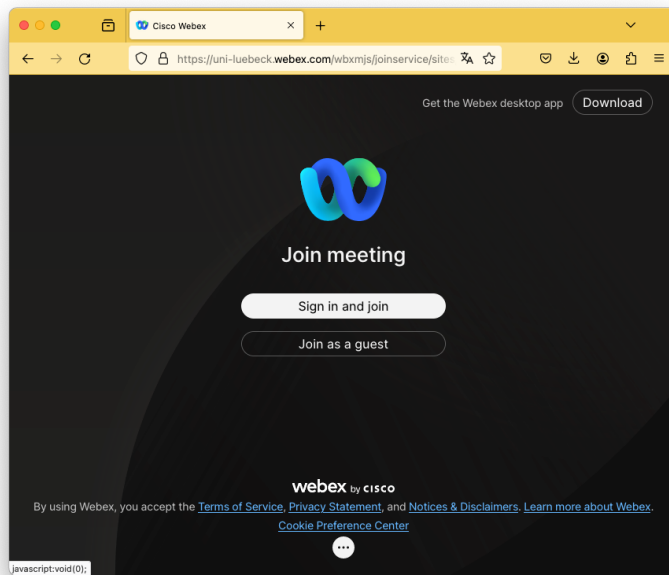 Cisco Webex
https://uni-luebeck.webex.com/wbxmjs/joinservice/sites
Get the Webex desktop app Download
Join meeting
Sign in and join
Join as a guest
webex by CISCO
By using Webex, you accept the Terms of Service, Privacy Statement, and Notices & Disclaimers. Learn more about Webex.
Cookie Preference Center
javascript:void(0);